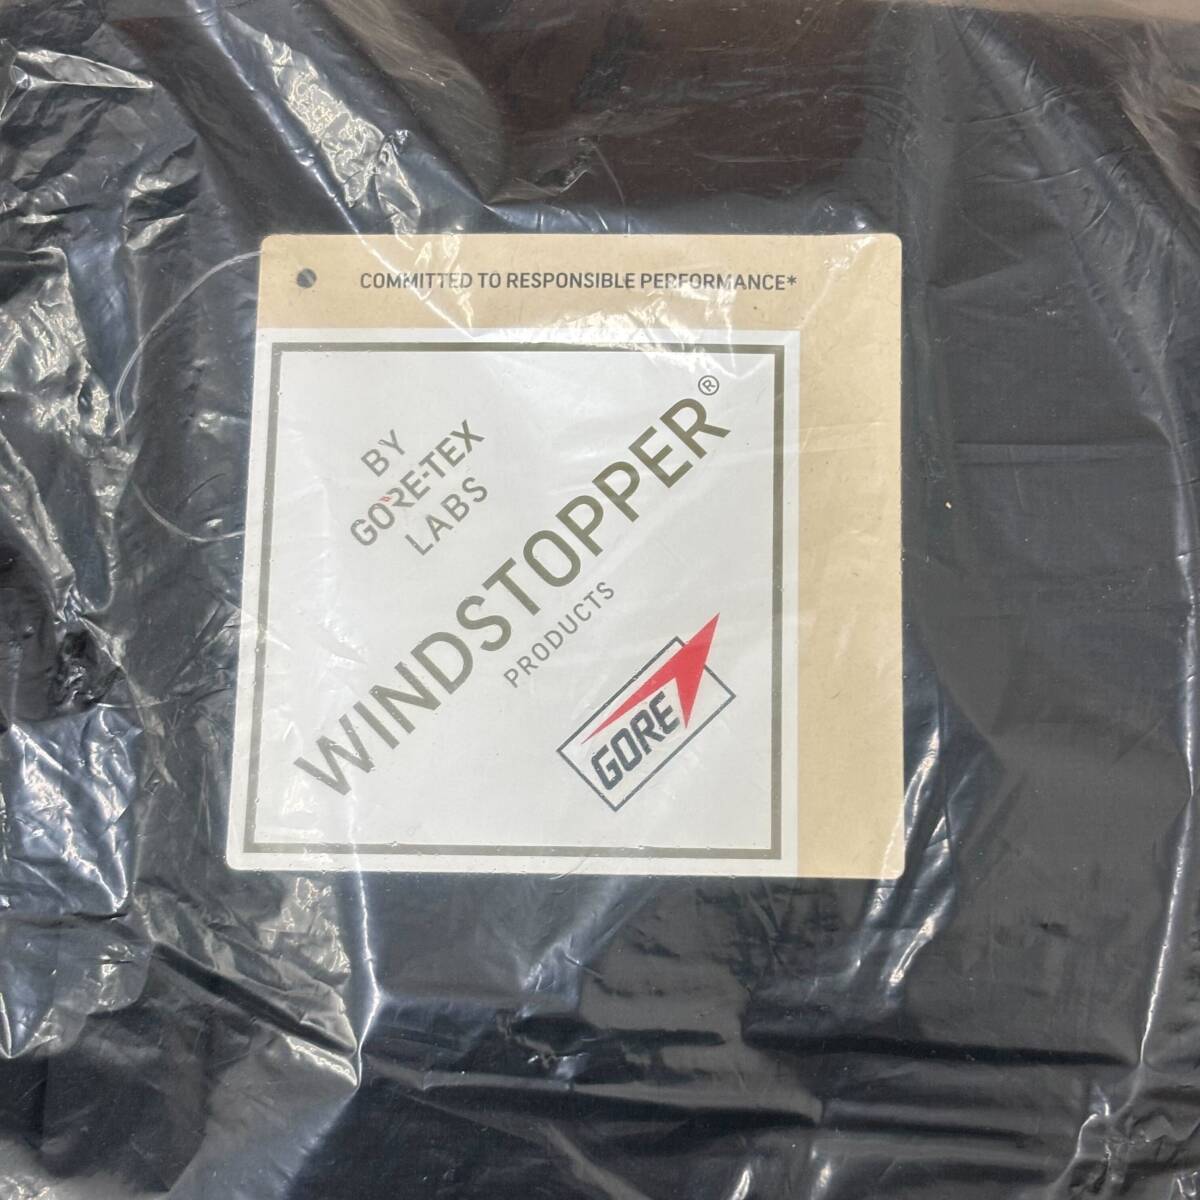 COMMITTED TO RESPONSIBLE PERFORMANCE*
BY
GORE-TEX
LABS
WINDSTOPPER®
PRODUCTS
GORE